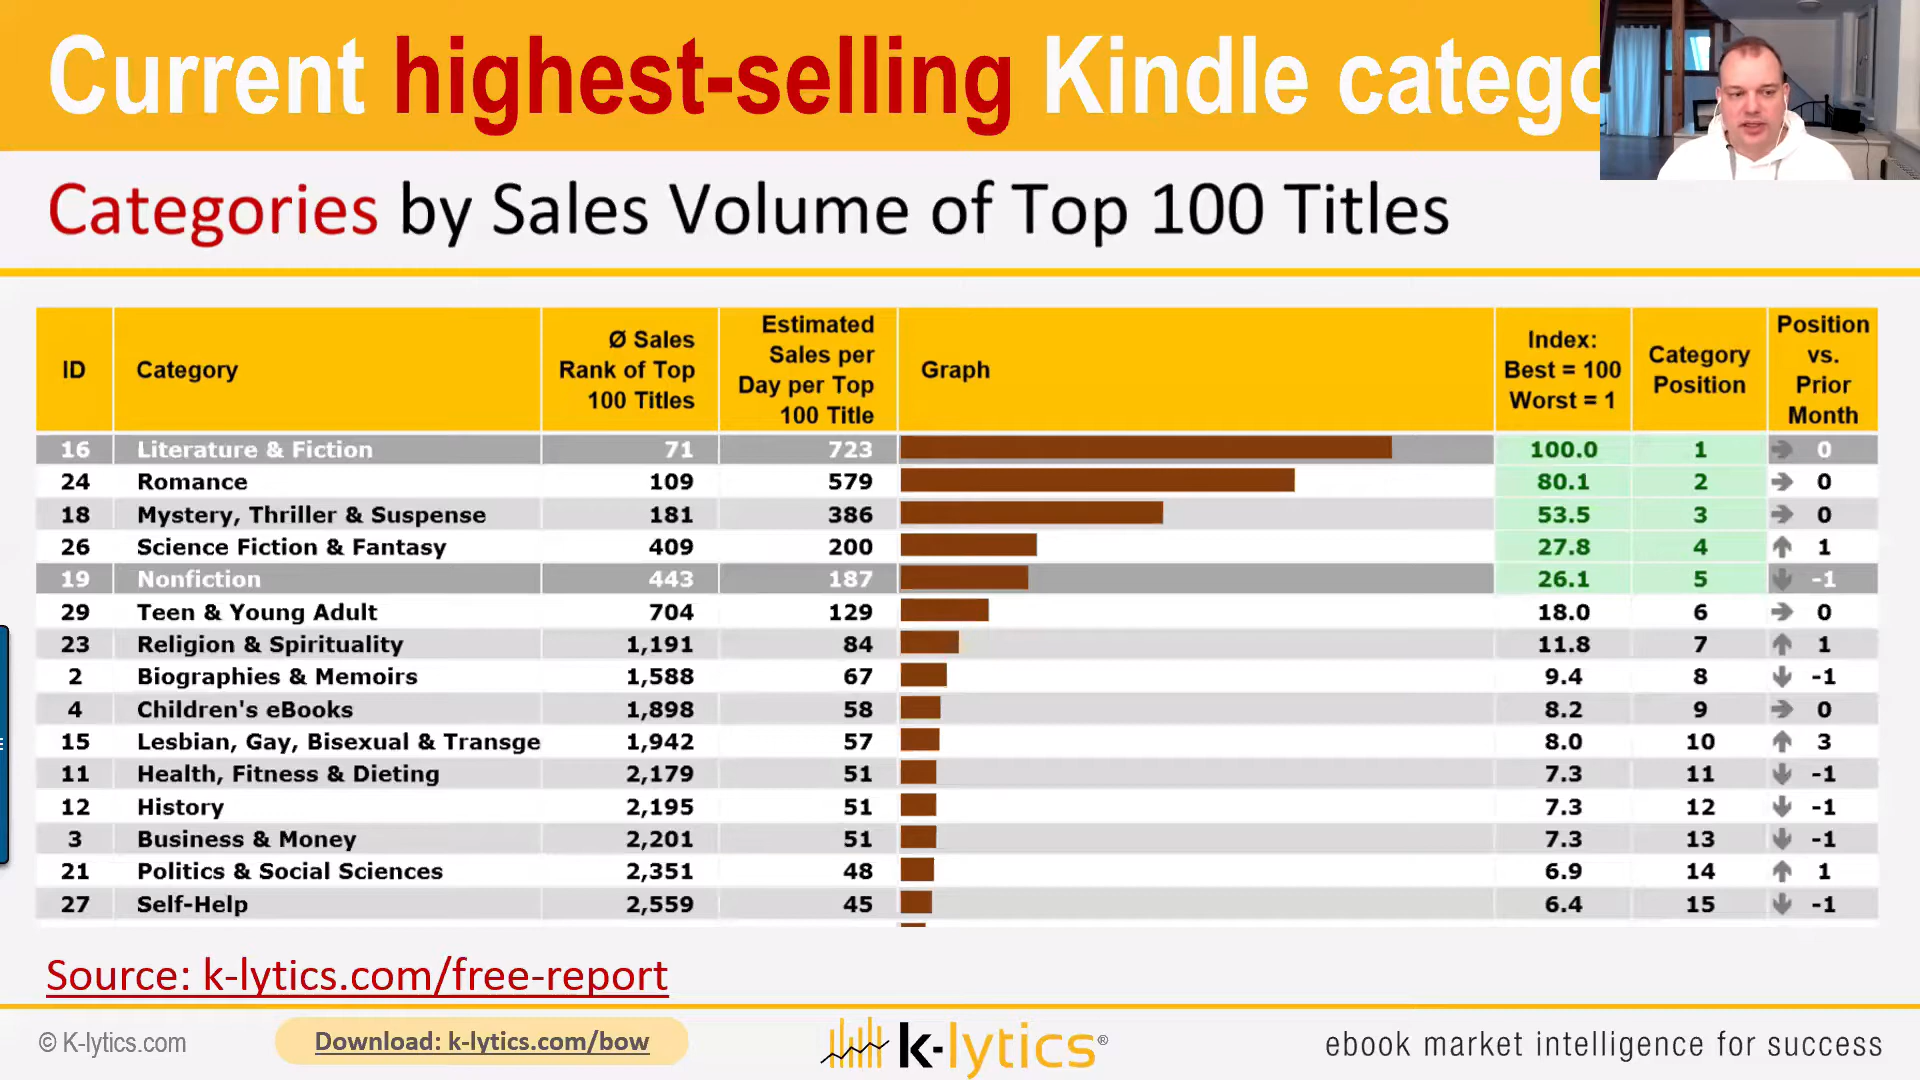 Current highest-selling Kindle catego
Categories by Sales Volume of Top 100 Titles
ID Category Ø Sales Rank of Top 100 Titles Estimated Sales per Day per Top 100 Title Graph Index: Best = 100 Worst = 1 Category Position Position vs. Prior Month
16 Literature & Fiction 71 723 100.0 1 0
24 Romance 109 579 80.1 2 0
18 Mystery, Thriller & Suspense 181 386 53.5 3 0
26 Science Fiction & Fantasy 409 200 27.8 4 1
19 Nonfiction 443 187 26.1 5 -1
29 Teen & Young Adult 704 129 18.0 6 0
23 Religion & Spirituality 1,191 84 11.8 7 1
2 Biographies & Memoirs 1,588 67 9.4 8 -1
4 Children's eBooks 1,898 58 8.2 9 0
15 Lesbian, Gay, Bisexual & Transge 1,942 57 8.0 10 3
11 Health, Fitness & Dieting 2,179 51 7.3 11 -1
12 History 2,195 51 7.3 12 -1
3 Business & Money 2,201 51 7.3 13 -1
21 Politics & Social Sciences 2,351 48 6.9 14 1
27 Self-Help 2,559 45 6.4 15 -1
Source: k-lytics.com/free-report
© K-lytics.com
Download: k-lytics.com/bow
k-lytics®
ebook market intelligence for success